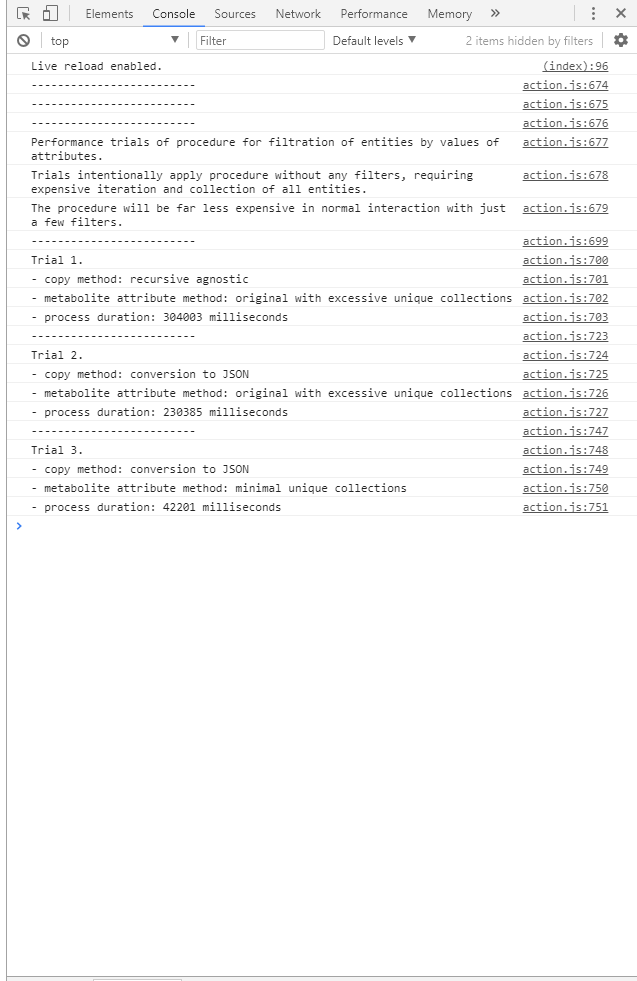 Elements Console Sources Network Performance Memory »
top ▼ Filter Default levels ▼ 2 items hidden by filters
Live reload enabled. (index):96
------------------------- action.js:674
------------------------- action.js:675
------------------------- action.js:676
Performance trials of procedure for filtration of entities by values of action.js:677
attributes.
Trials intentionally apply procedure without any filters, requiring action.js:678
expensive iteration and collection of all entities.
The procedure will be far less expensive in normal interaction with just action.js:679
a few filters.
------------------------- action.js:699
Trial 1. action.js:700
- copy method: recursive agnostic action.js:701
- metabolite attribute method: original with excessive unique collections action.js:702
- process duration: 304003 milliseconds action.js:703
------------------------- action.js:723
Trial 2. action.js:724
- copy method: conversion to JSON action.js:725
- metabolite attribute method: original with excessive unique collections action.js:726
- process duration: 230385 milliseconds action.js:727
------------------------- action.js:747
Trial 3. action.js:748
- copy method: conversion to JSON action.js:749
- metabolite attribute method: minimal unique collections action.js:750
- process duration: 42201 milliseconds action.js:751